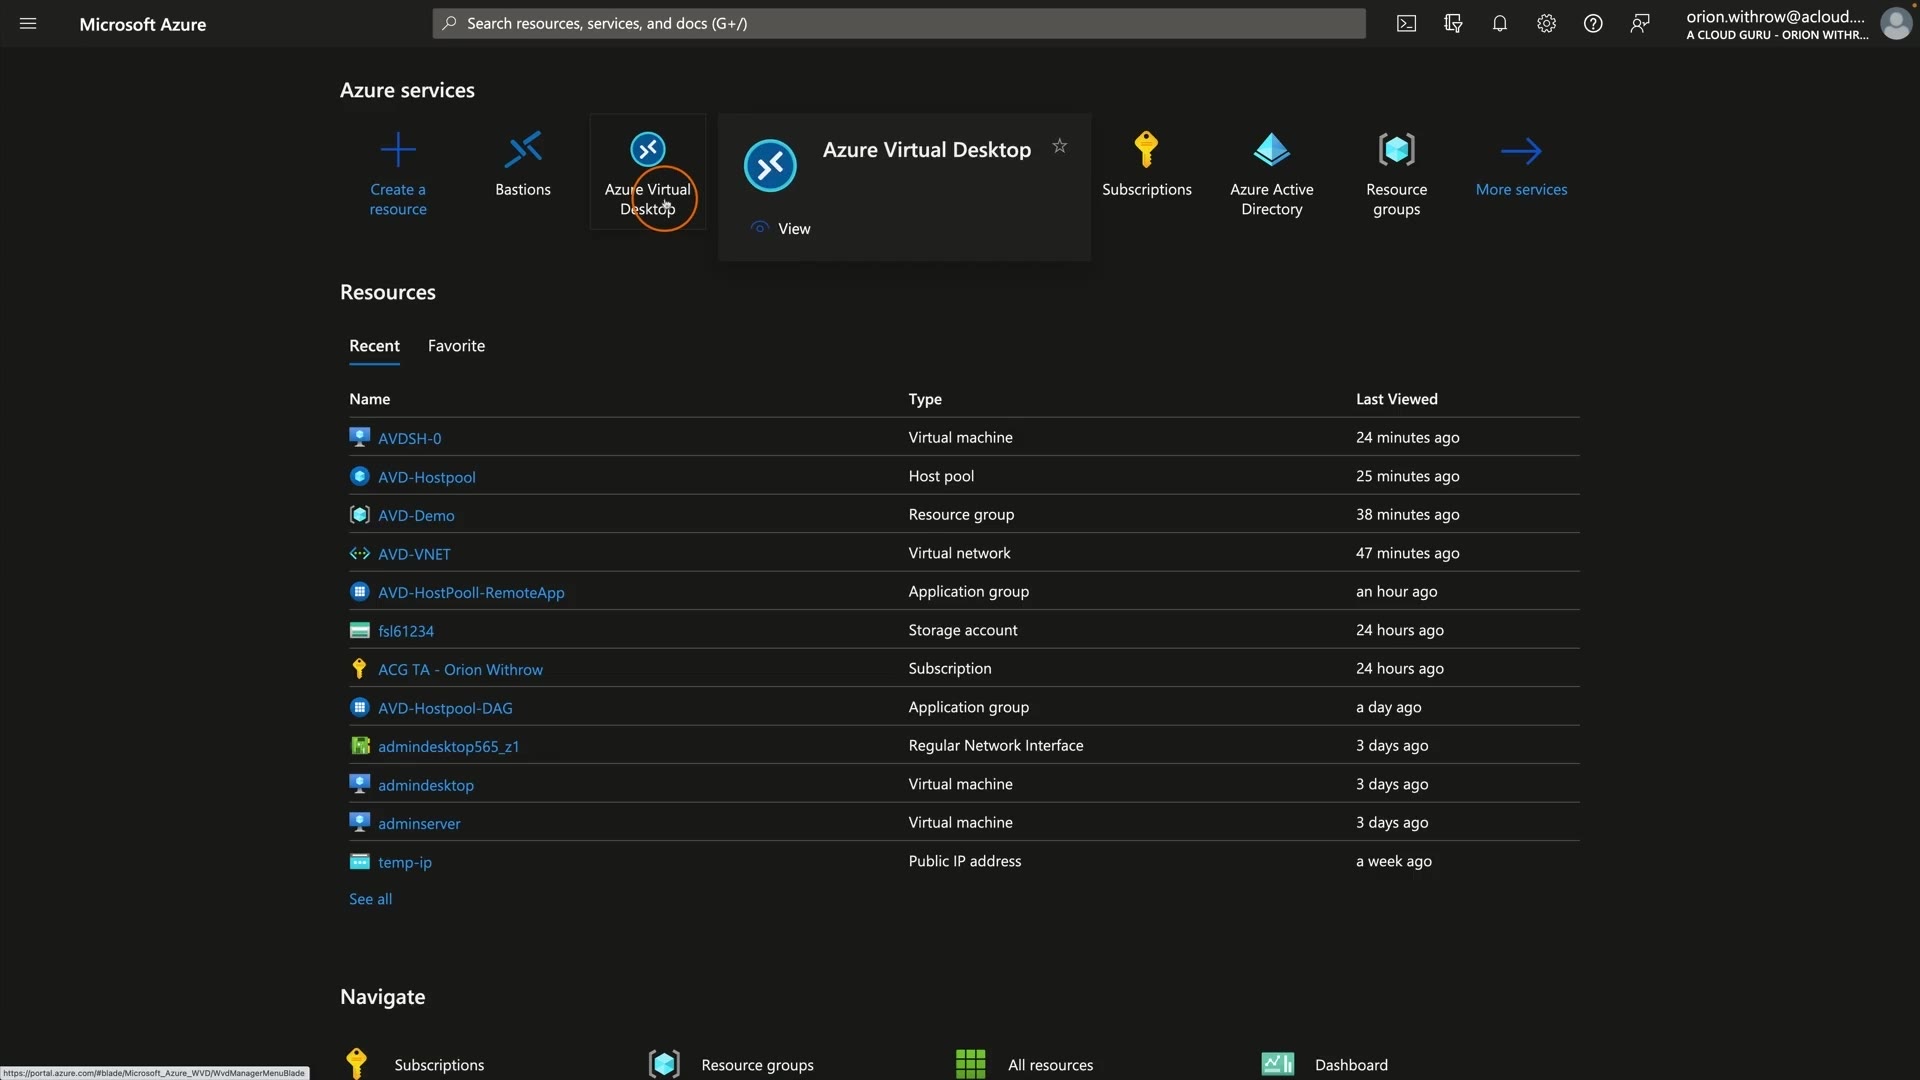 Microsoft Azure
Search resources, services, and docs (G+/)
orion.withrow@acloud....
A CLOUD GURU - ORION WITHR...
Azure services
Create a
resource
Bastions
Azure Virtual
Desktop
Azure Virtual Desktop
View
Subscriptions
Azure Active
Directory
Resource
groups
More services
Resources
Recent
Favorite
Name
Type
Last Viewed
AVDSH-0
Virtual machine
24 minutes ago
AVD-Hostpool
Host pool
25 minutes ago
AVD-Demo
Resource group
38 minutes ago
AVD-VNET
Virtual network
47 minutes ago
AVD-HostPooll-RemoteApp
Application group
an hour ago
fsl61234
Storage account
24 hours ago
ACG TA - Orion Withrow
Subscription
24 hours ago
AVD-Hostpool-DAG
Application group
a day ago
admindesktop565_z1
Regular Network Interface
3 days ago
admindesktop
Virtual machine
3 days ago
adminserver
Virtual machine
3 days ago
temp-ip
Public IP address
a week ago
See all
Navigate
Subscriptions
Resource groups
All resources
Dashboard
https://portal.azure.com/#blade/Microsoft_Azure_WVD/WvdManagerMenuBlade